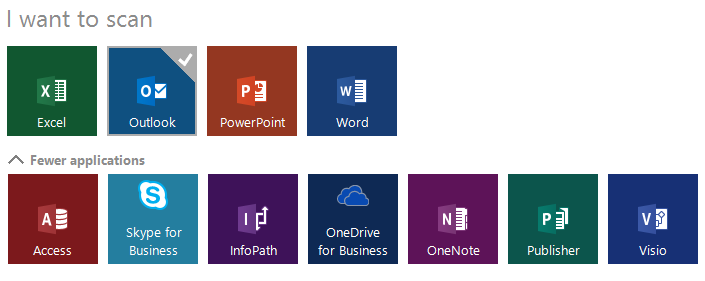 I want to scan
Excel
Outlook
PowerPoint
Word
Fewer applications
Access
Skype for
Business
InfoPath
OneDrive
for Business
OneNote
Publisher
Visio